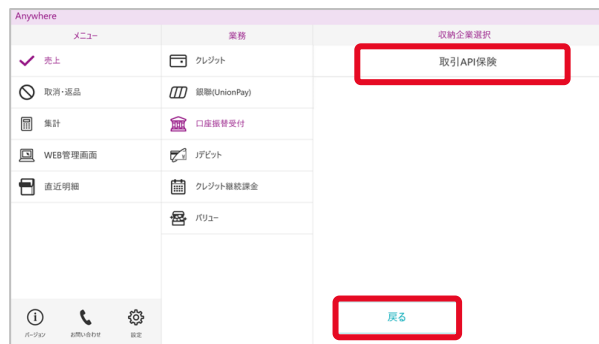 Anywhere
メニュー
業務
収納企業選択
売上
クレジット
取引API保険
取消・返品
銀聯(UnionPay)
集計
口座振替受付
WEB管理画面
Jデビット
直近明細
クレジット継続課金
バリュー
バージョン
お問い合わせ
設定
戻る